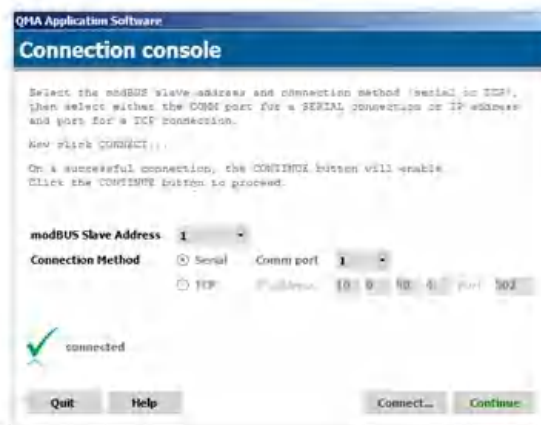 QMA Application Software
Connection console
Select the modBUS slave address and connection method (serial or TCP),
then select either the COMM port for a SERIAL connection or IP address
and port for a TCP connection.
Now click CONNECT...
On a successful connection, the CONTINUE button will enable.
Click the CONTINUE button to proceed.
modBUS Slave Address 1
Connection Method Serial Comm port 1
TCP IP address 10 0 Port 502
connected
Quit Help Connect... Continue